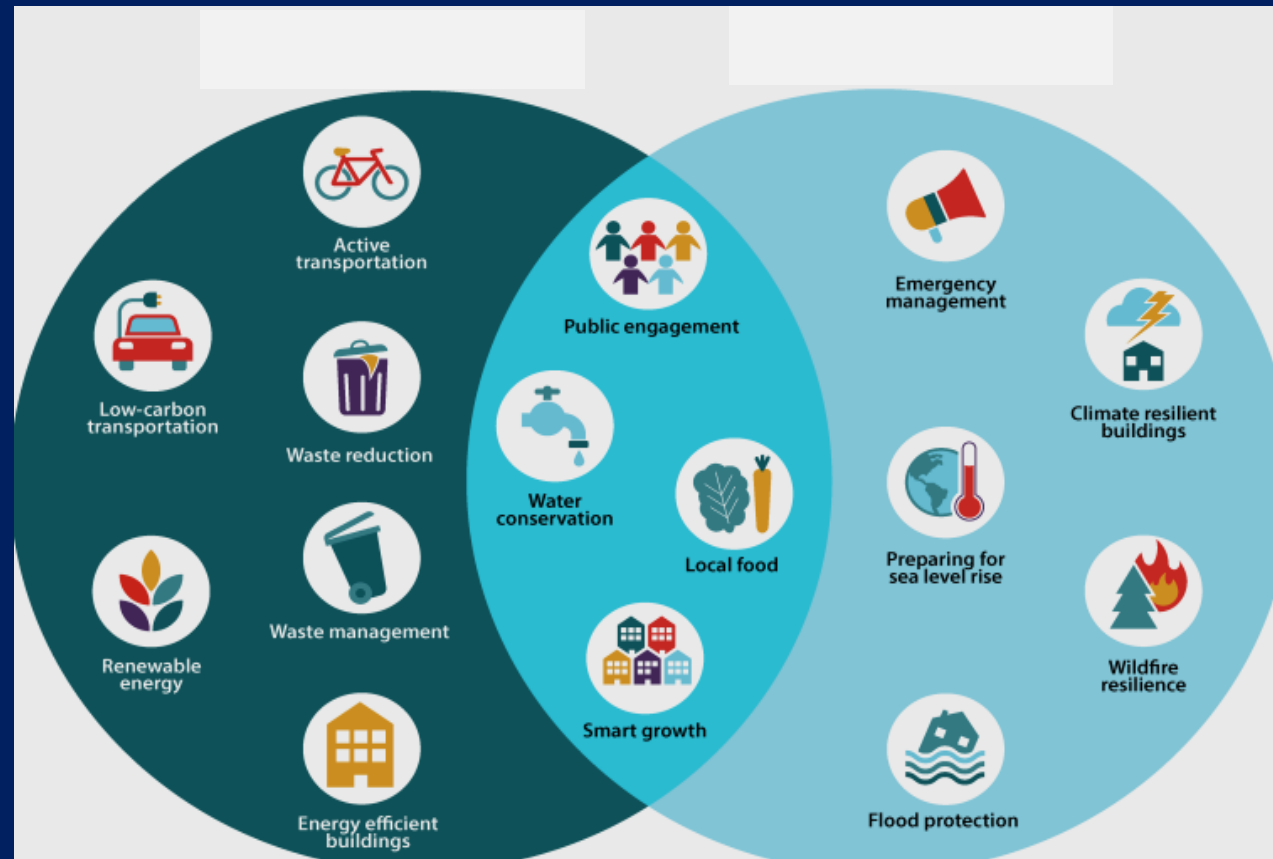 Active
transportation
Low-carbon
transportation
Waste reduction
Waste management
Renewable
energy
Energy efficient
buildings
Public engagement
Water
conservation
Local food
Smart growth
Emergency
management
Climate resilient
buildings
Preparing for
sea level rise
Wildfire
resilience
Flood protection